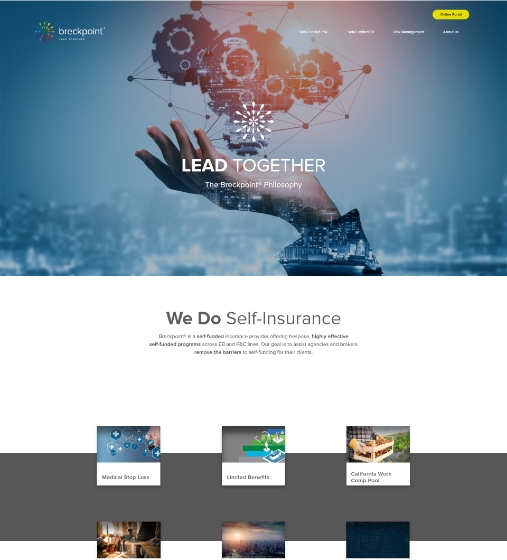 Online Portal
breckpoint
LEAD TOGETHER
Risk Management
About Us
LEAD TOGETHER
The Breckpoint® Philosophy
We Do Self-Insurance
Breckpoint® is a self-funded insurance provider offering bespoke, highly effective
self-funded programs across EB and P&C lines. Our goal is to assist agencies and brokers
remove the barriers to self-funding for their clients.
Medical Stop Loss
Limited Benefits
California Work
Comp Pool